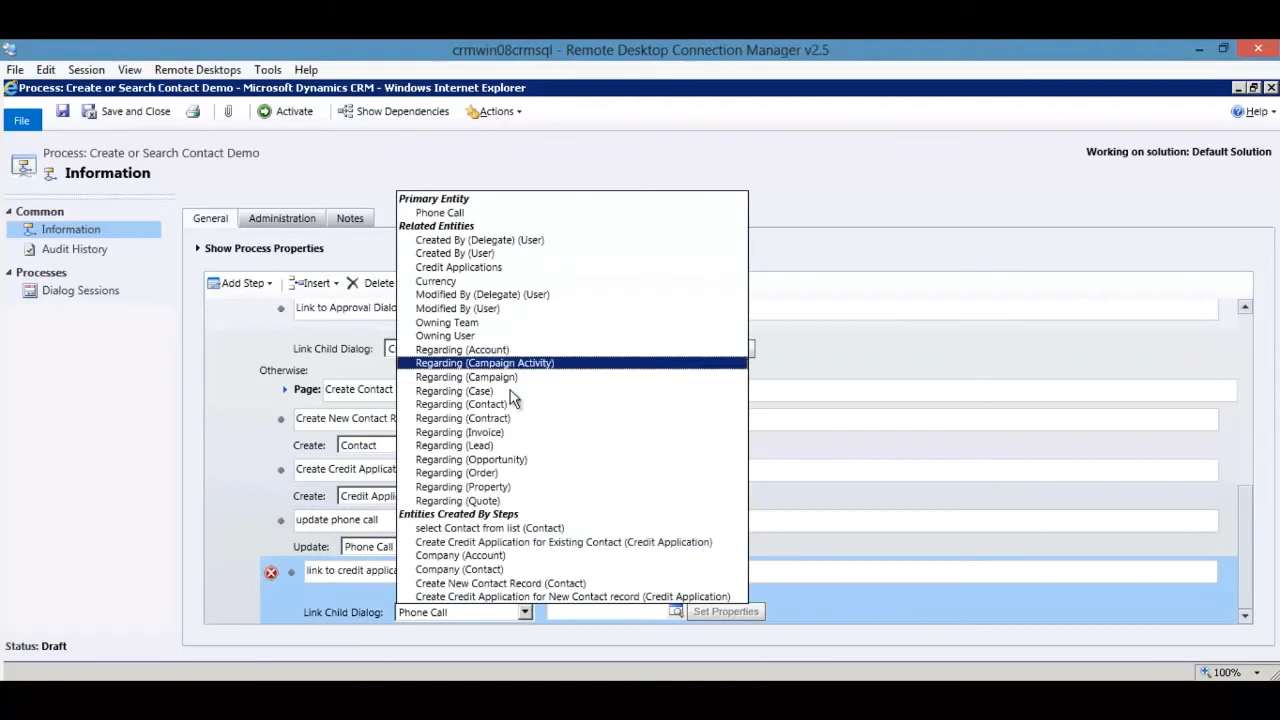 crmwin08crmsql - Remote Desktop Connection Manager v2.5
File Edit Session View Remote Desktops Tools Help
Process: Create or Search Contact Demo - Microsoft Dynamics CRM - Windows Internet Explorer
File Save and Close Activate Show Dependencies Actions Help
Process: Create or Search Contact Demo
Information
Working on solution: Default Solution
Common
Information
Audit History
Processes
Dialog Sessions
General Administration Notes
Show Process Properties
Add Step Insert Delete
Link to Approval Dialo
Link Child Dialog: C
Otherwise:
Page: Create Contact
Create New Contact R
Create: Contact
Create Credit Applicat
Create: Credit Appli
update phone call
Update: Phone Call
link to credit applica
Link Child Dialog: Phone Call Set Properties
Primary Entity
Phone Call
Related Entities
Created By (Delegate) (User)
Created By (User)
Credit Applications
Currency
Modified By (Delegate) (User)
Modified By (User)
Owning Team
Owning User
Regarding (Account)
Regarding (Campaign Activity)
Regarding (Campaign)
Regarding (Case)
Regarding (Contact)
Regarding (Contract)
Regarding (Invoice)
Regarding (Lead)
Regarding (Opportunity)
Regarding (Order)
Regarding (Property)
Regarding (Quote)
Entities Created By Steps
select Contact from list (Contact)
Create Credit Application for Existing Contact (Credit Application)
Company (Account)
Company (Contact)
Create New Contact Record (Contact)
Create Credit Application for New Contact record (Credit Application)
Status: Draft
100%